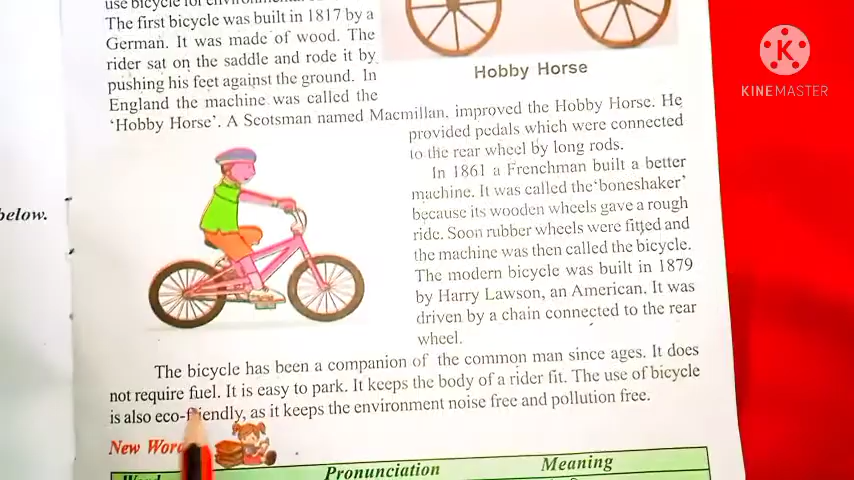 use bicycle for environmental
The first bicycle was built in 1817 by a
German. It was made of wood. The
rider sat on the saddle and rode it by
pushing his feet against the ground. In
England the machine was called the
'Hobby Horse'. A Scotsman named Macmillan, improved the Hobby Horse. He
Hobby Horse
provided pedals which were connected
to the rear wheel by long rods.
In 1861 a Frenchman built a better
machine. It was called the 'boneshaker'
because its wooden wheels gave a rough
ride. Soon rubber wheels were fitted and
the machine was then called the bicycle.
The modern bicycle was built in 1879
by Harry Lawson, an American. It was
driven by a chain connected to the rear
wheel.
The bicycle has been a companion of the common man since ages. It does
not require fuel. It is easy to park. It keeps the body of a rider fit. The use of bicycle
is also eco-friendly, as it keeps the environment noise free and pollution free.
New Word
Word Pronunciation Meaning
below.
K
KINEMASTER